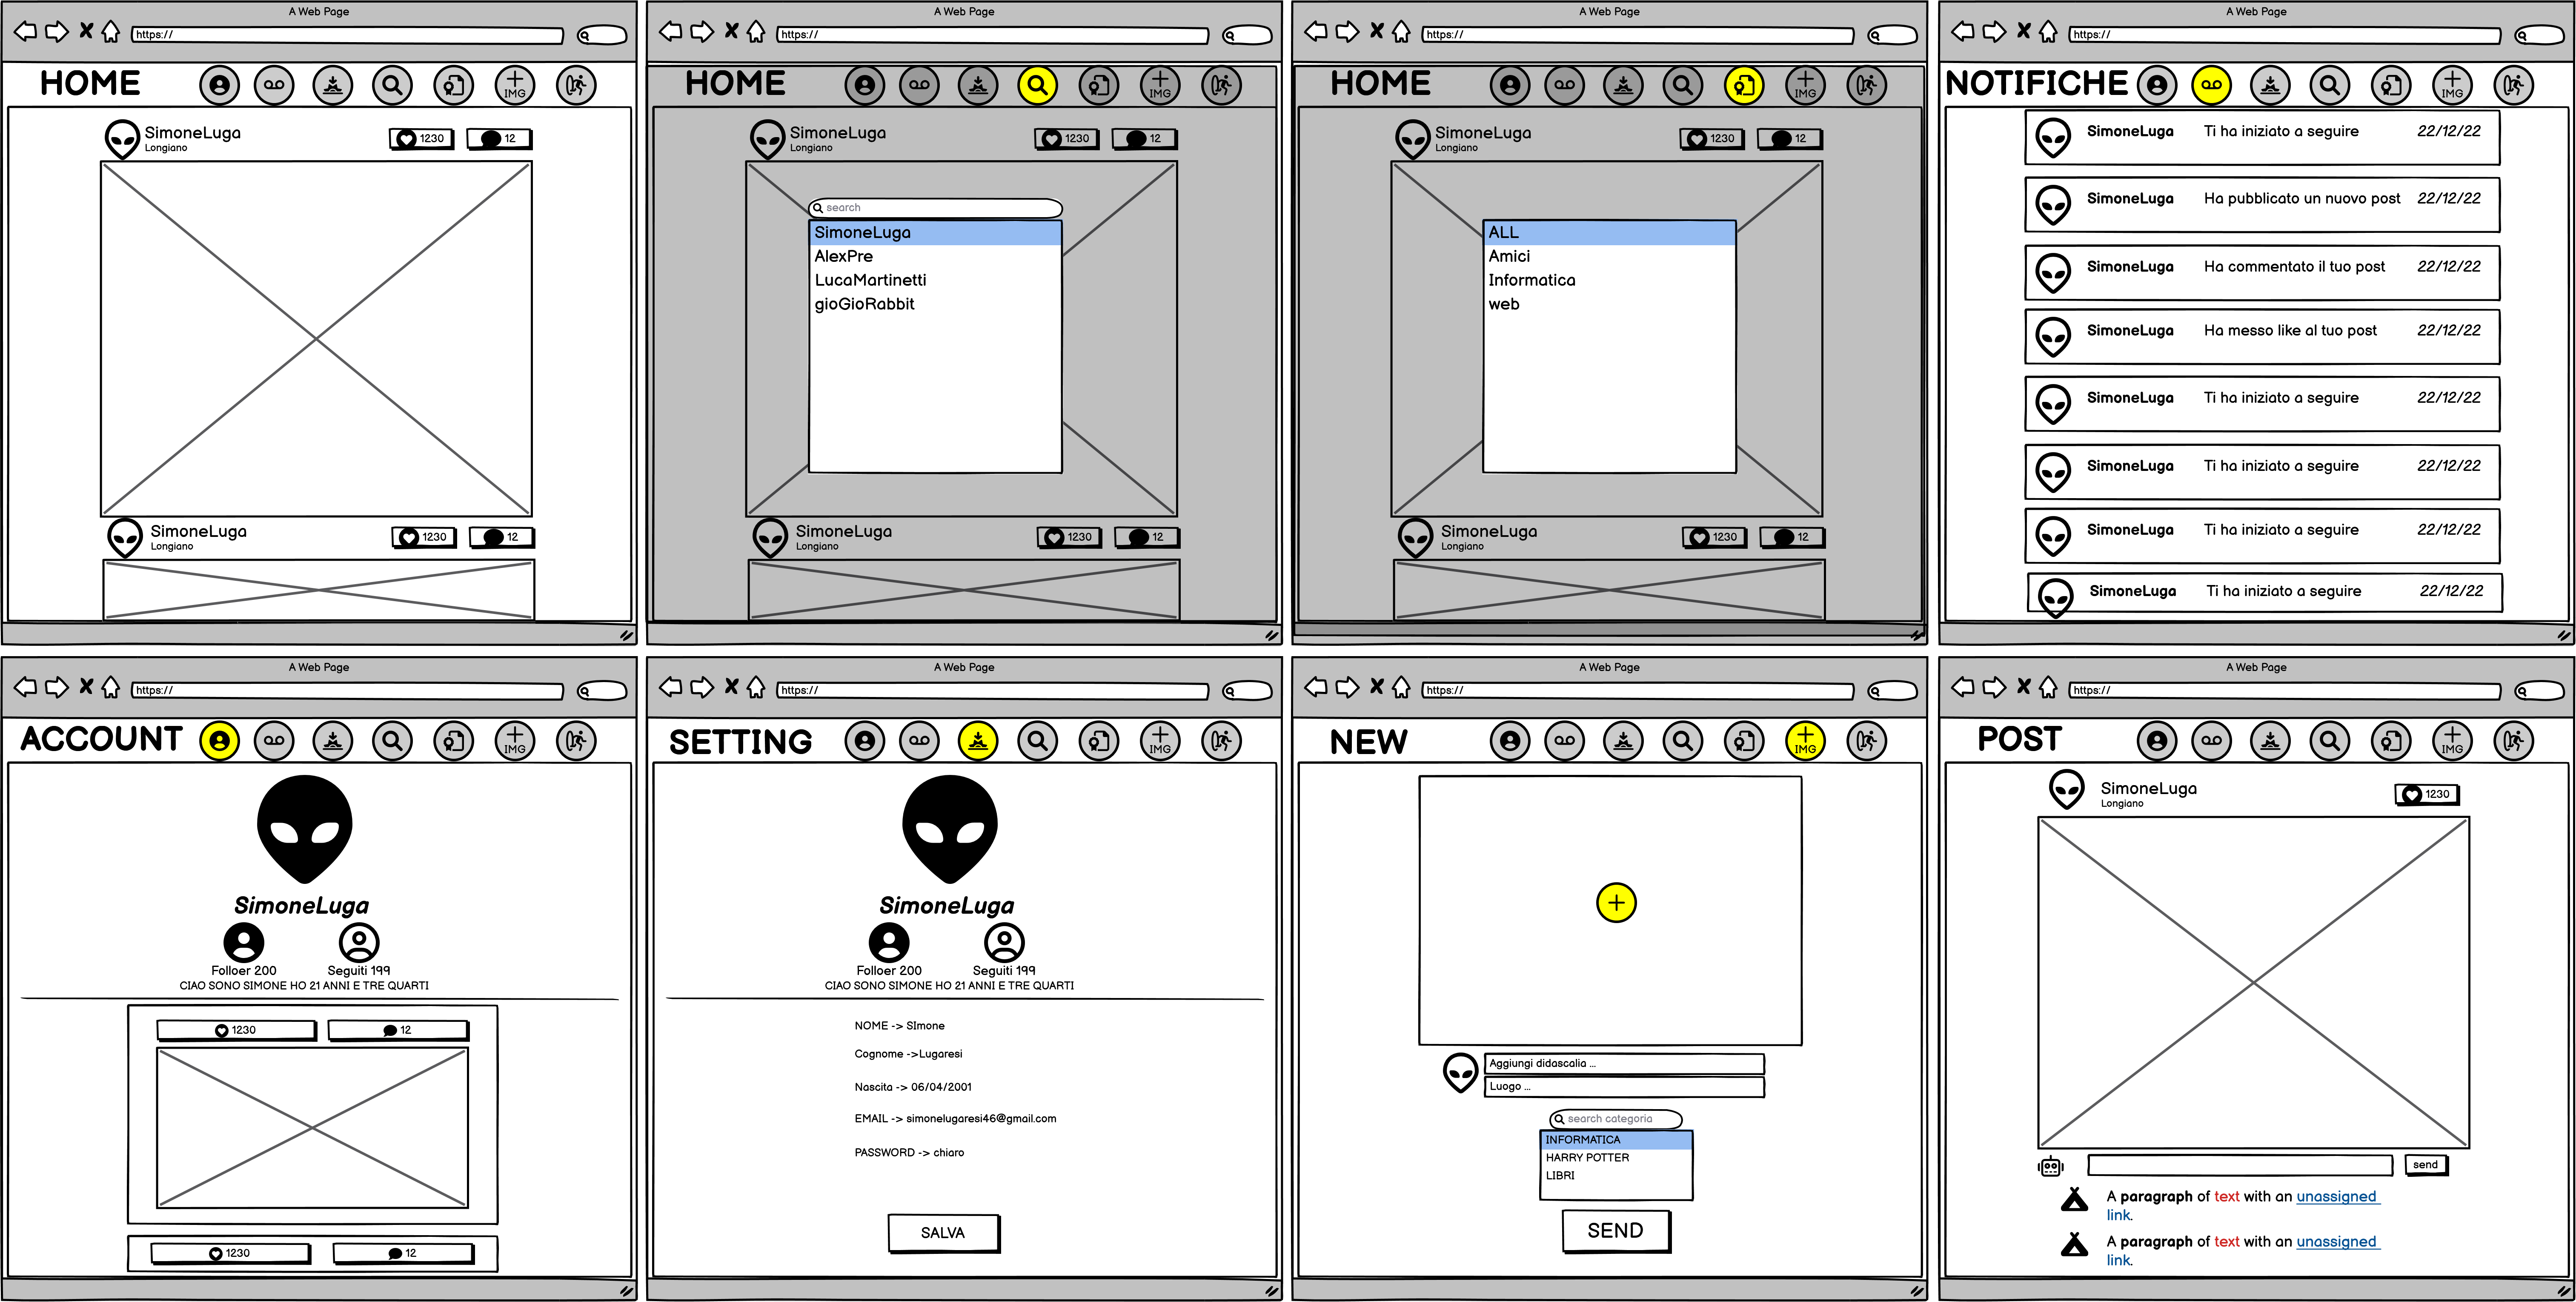 A Web Page
https://
HOME
IMG
SimoneLuga
Longiano
1230
12
SimoneLuga
Longiano
1230
12
A Web Page
https://
HOME
IMG
SimoneLuga
Longiano
1230
12
search
SimoneLuga
AlexPre
LucaMartinetti
gioGioRabbit
SimoneLuga
Longiano
1230
12
A Web Page
https://
HOME
IMG
SimoneLuga
Longiano
1230
12
ALL
Amici
Informatica
web
SimoneLuga
Longiano
1230
12
A Web Page
https://
NOTIFICHE
IMG
SimoneLuga Ti ha iniziato a seguire 22/12/22
SimoneLuga Ha pubblicato un nuovo post 22/12/22
SimoneLuga Ha commentato il tuo post 22/12/22
SimoneLuga Ha messo like al tuo post 22/12/22
SimoneLuga Ti ha iniziato a seguire 22/12/22
SimoneLuga Ti ha iniziato a seguire 22/12/22
SimoneLuga Ti ha iniziato a seguire 22/12/22
SimoneLuga Ti ha iniziato a seguire 22/12/22
A Web Page
https://
ACCOUNT
IMG
SimoneLuga
Folloer 200 Seguiti 199
CIAO SONO SIMONE HO 21 ANNI E TRE QUARTI
1230
12
1230
12
A Web Page
https://
SETTING
IMG
SimoneLuga
Folloer 200 Seguiti 199
CIAO SONO SIMONE HO 21 ANNI E TRE QUARTI
NOME -> SImone
Cognome ->Lugaresi
Nascita -> 06/04/2001
EMAIL -> simonelugaresi46@gmail.com
PASSWORD -> chiaro
SALVA
A Web Page
https://
NEW
IMG
Aggiungi didascalia ...
Luogo ...
search categoria
INFORMATICA
HARRY POTTER
LIBRI
SEND
A Web Page
https://
POST
IMG
SimoneLuga
Longiano
1230
send
A paragraph of text with an unassigned
link.
A paragraph of text with an unassigned
link.